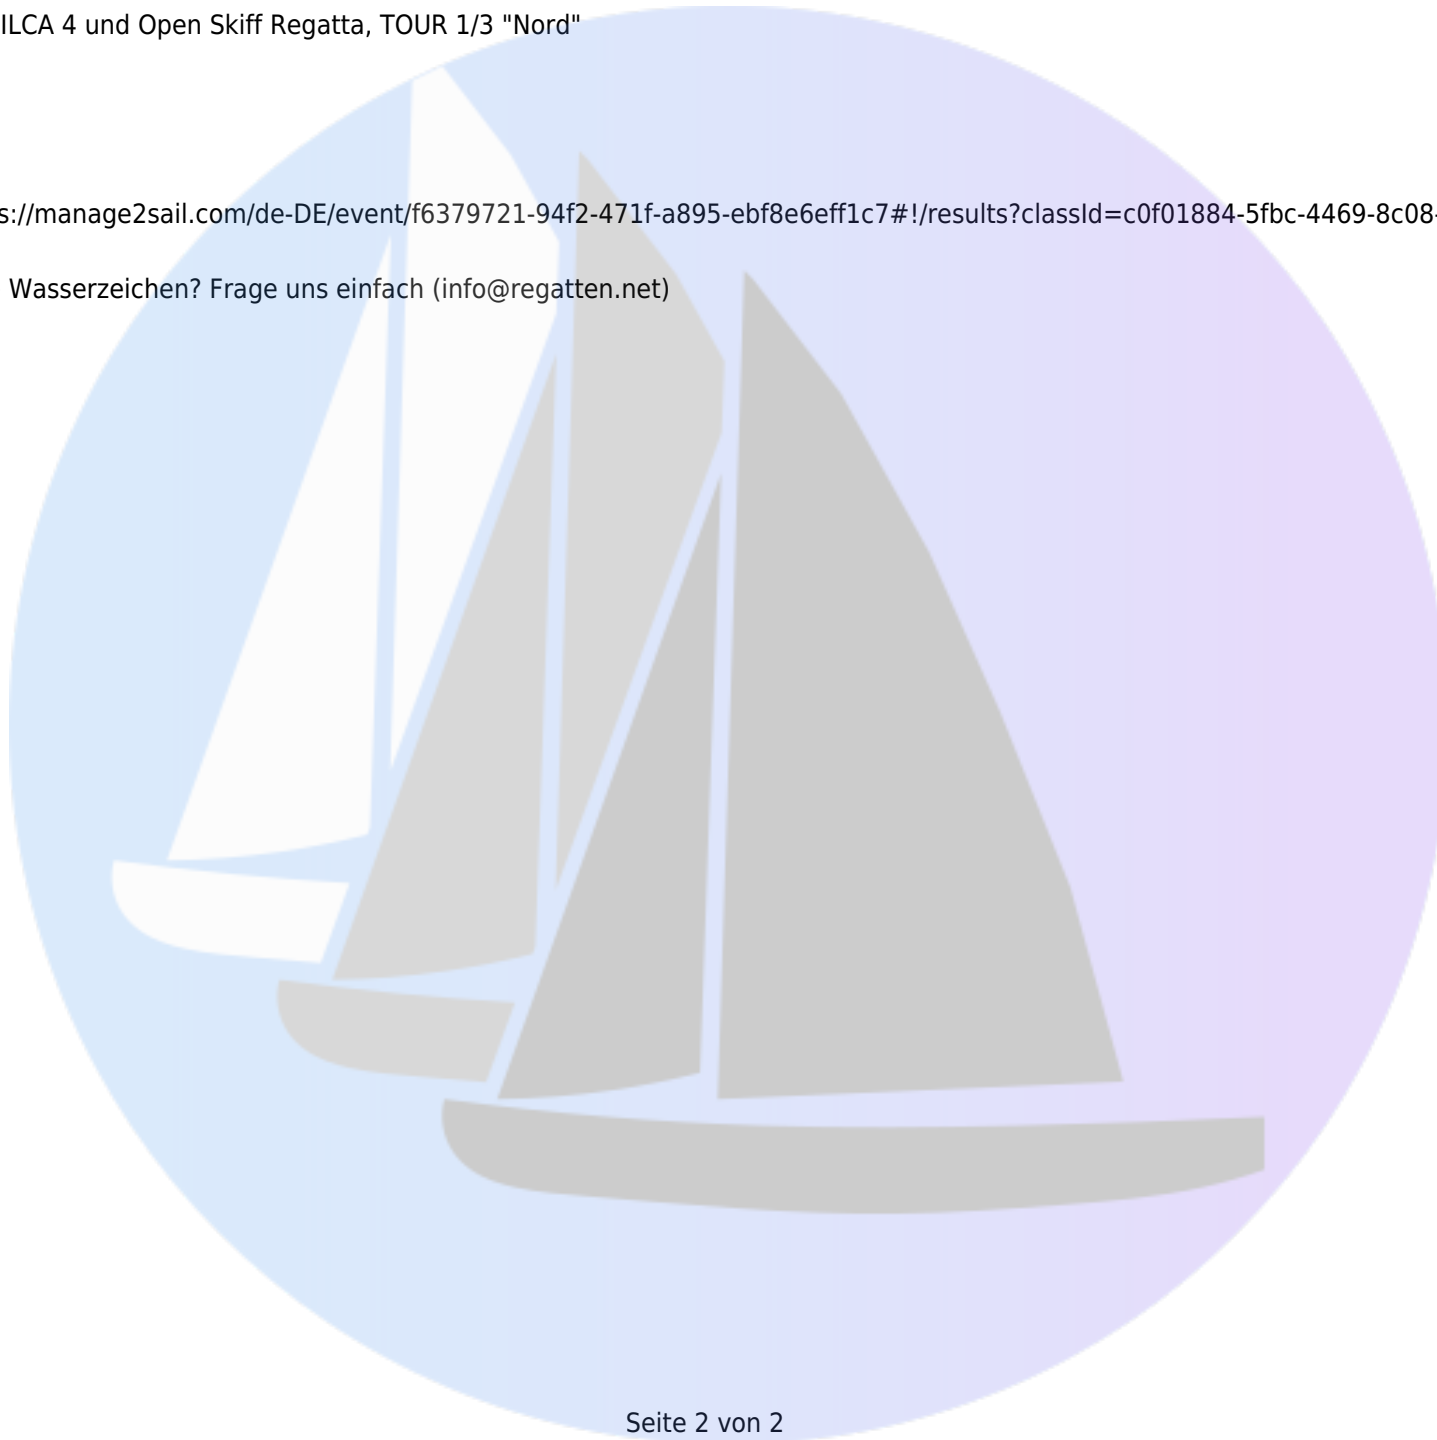 ILCA 4 und Open Skiff Regatta, TOUR 1/3 "Nord"
s://manage2sail.com/de-DE/event/f6379721-94f2-471f-a895-ebf8e6eff1c7#!/results?classId=c0f01884-5fbc-4469-8c08-
Wasserzeichen? Frage uns einfach (info@regatten.net)
Seite 2 von 2